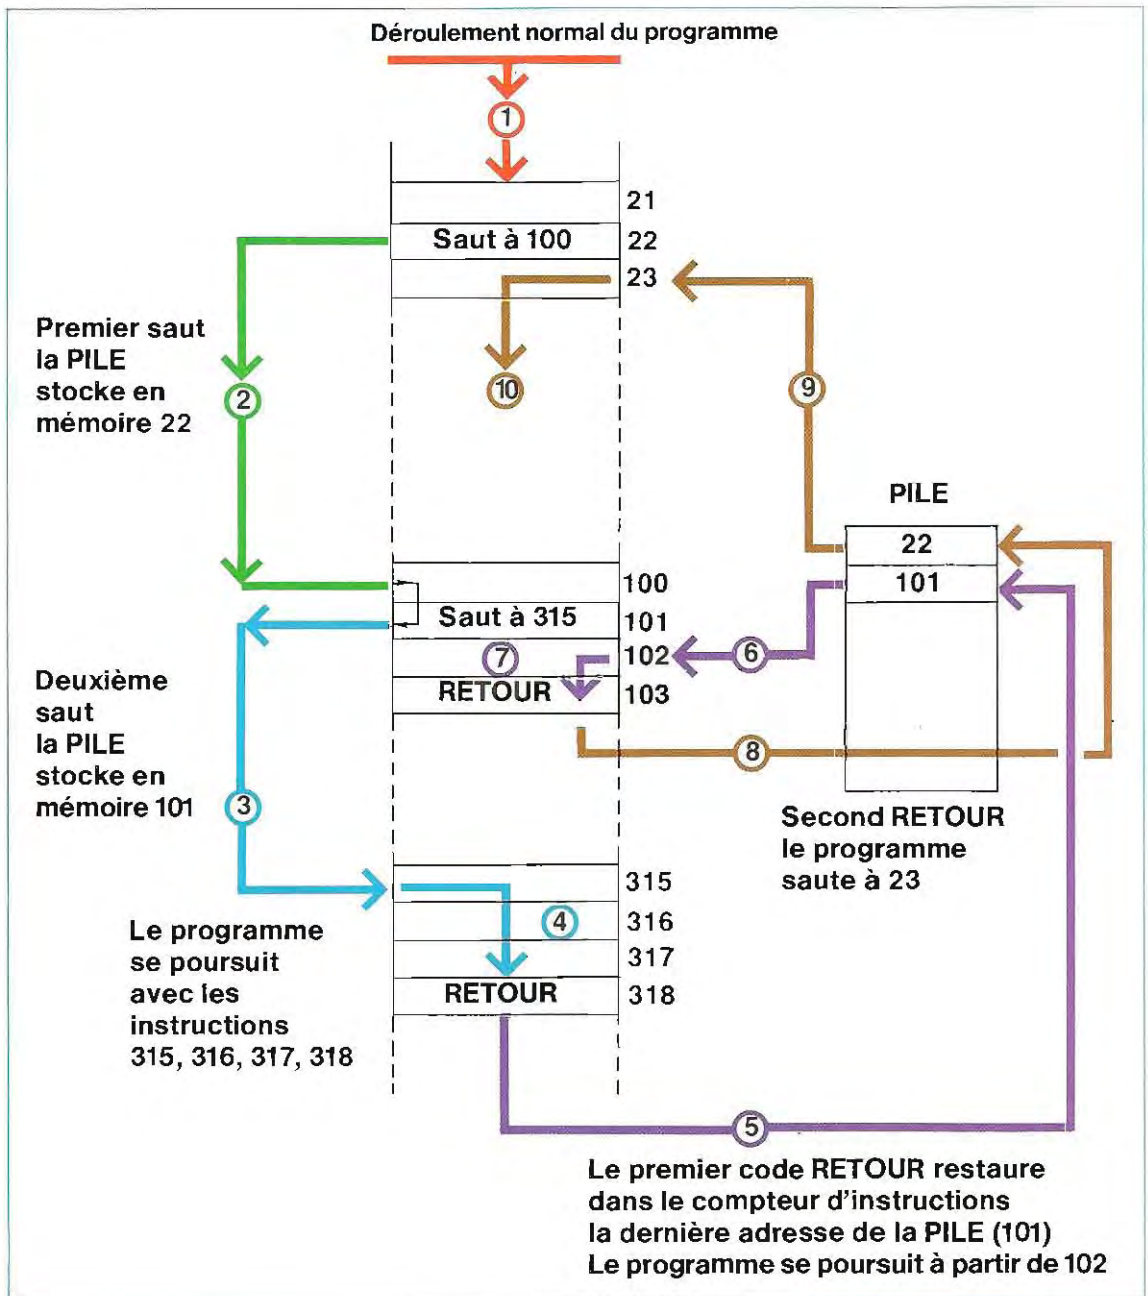 Déroulement normal du programme
1
21
Saut à 100 22
23
Premier saut
la PILE
stocke en
mémoire 22
2
10
9
PILE
22
101
100
Saut à 315 101
7 102
RETOUR 103
6
8
Deuxième
saut
la PILE
stocke en
mémoire 101
3
Second RETOUR
le programme
saute à 23
315
4 316
317
RETOUR 318
Le programme
se poursuit
avec les
instructions
315, 316, 317, 318
5
Le premier code RETOUR restaure
dans le compteur d'instructions
la dernière adresse de la PILE (101)
Le programme se poursuit à partir de 102